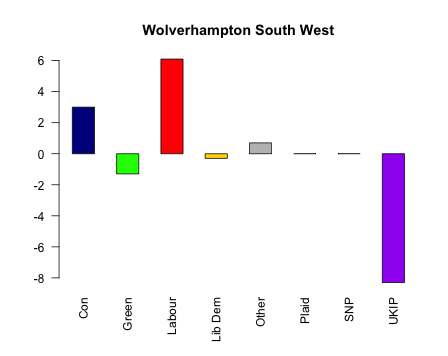 Wolverhampton South West
6
4
2
0
-2
-4
-6
-8
Con
Green
Labour
Lib Dem
Other
Plaid
SNP
UKIP